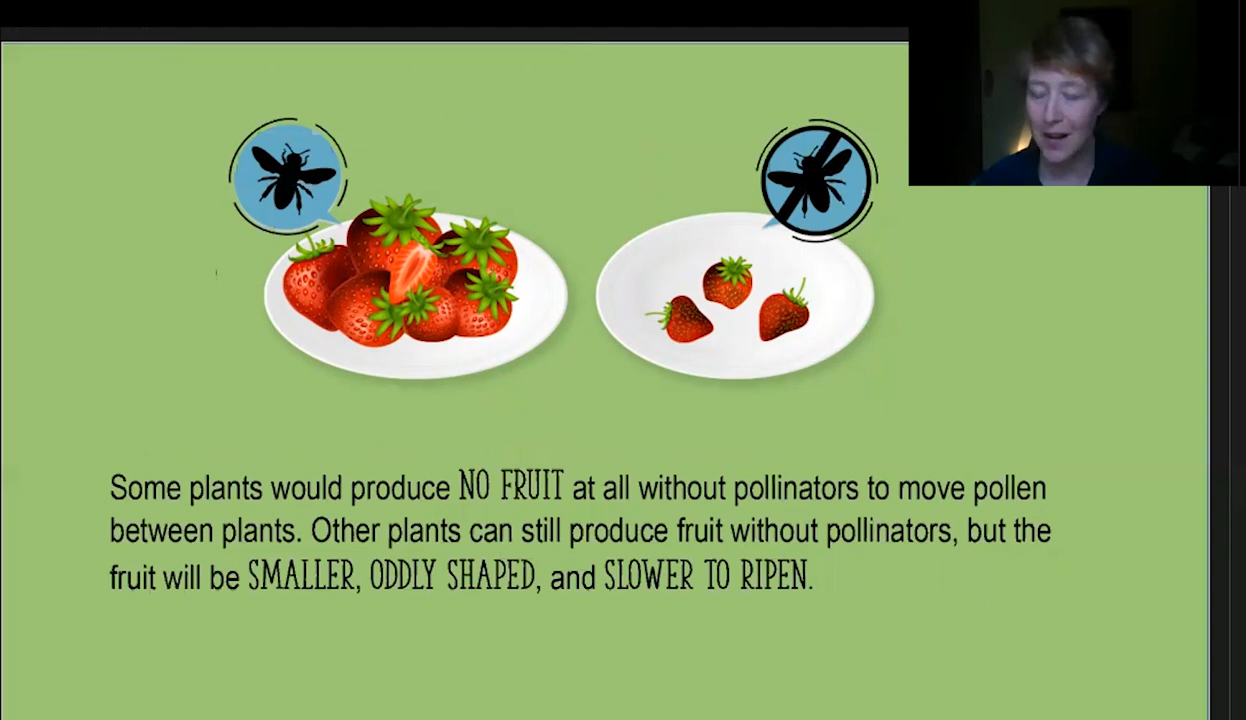 Some plants would produce NO FRUIT at all without pollinators to move pollen
between plants. Other plants can still produce fruit without pollinators, but the
fruit will be SMALLER, ODDLY SHAPED, and SLOWER TO RIPEN.